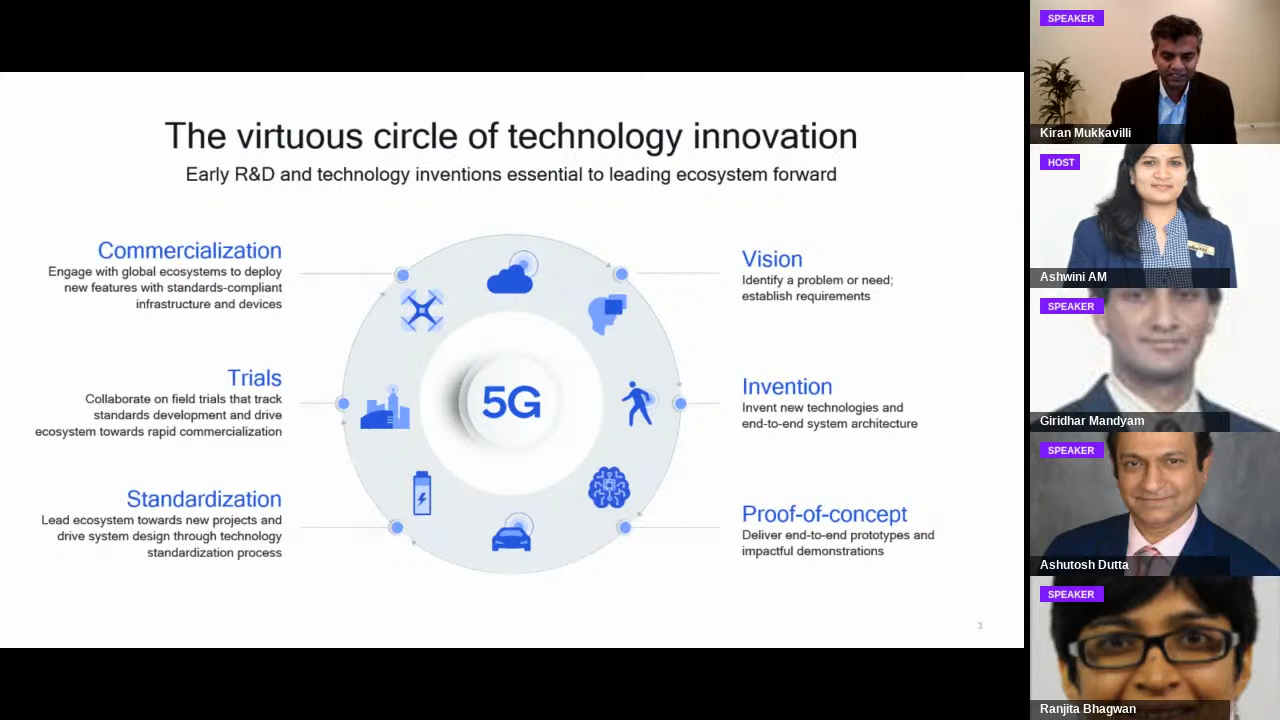 The virtuous circle of technology innovation
Early R&D and technology inventions essential to leading ecosystem forward
Commercialization
Engage with global ecosystems to deploy
new features with standards-compliant
infrastructure and devices
Trials
Collaborate on field trials that track
standards development and drive
ecosystem towards rapid commercialization
Standardization
Lead ecosystem towards new projects and
drive system design through technology
standardization process
5G
Vision
Identify a problem or need;
establish requirements
Invention
Invent new technologies and
end-to-end system architecture
Proof-of-concept
Deliver end-to-end prototypes and
impactful demonstrations
3
SPEAKER
Kiran Mukkavilli
HOST
Ashwini AM
SPEAKER
Giridhar Mandyam
SPEAKER
Ashutosh Dutta
SPEAKER
Ranjita Bhagwan